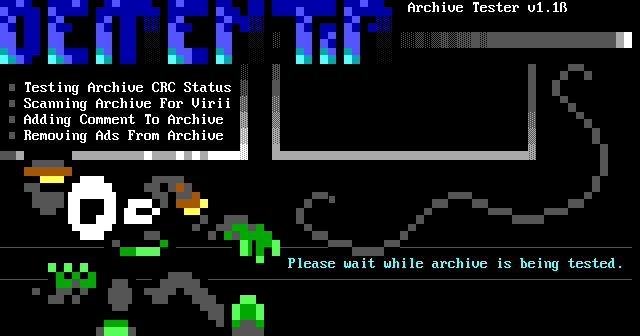 DEMENTIA
Archive Tester v1.1ß
Testing Archive CRC Status
Scanning Archive For Virii
Adding Comment To Archive
Removing Ads From Archive
Please wait while archive is being tested.